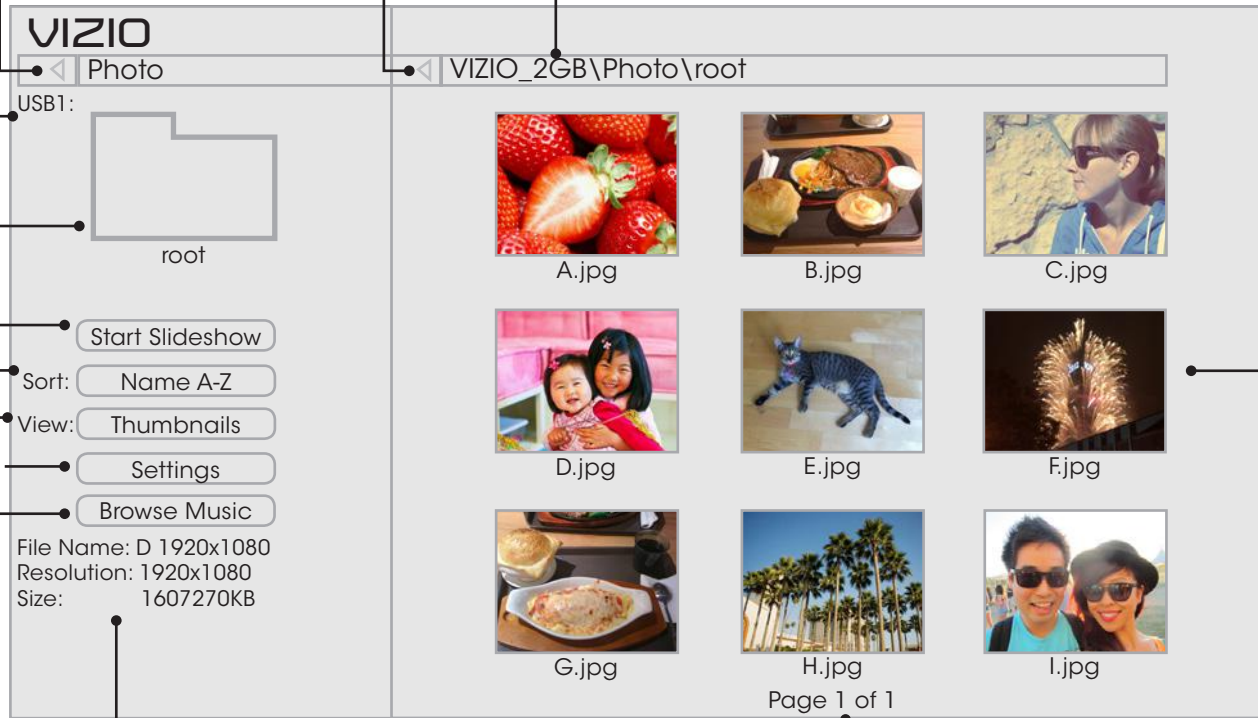 VIZIO
Photo
VIZIO_2GB\Photo\root
USB1:
root
Start Slideshow
Sort: Name A-Z
View: Thumbnails
Settings
Browse Music
File Name: D 1920x1080
Resolution: 1920x1080
Size: 1607270KB
A.jpg
B.jpg
C.jpg
D.jpg
E.jpg
F.jpg
G.jpg
H.jpg
I.jpg
Page 1 of 1